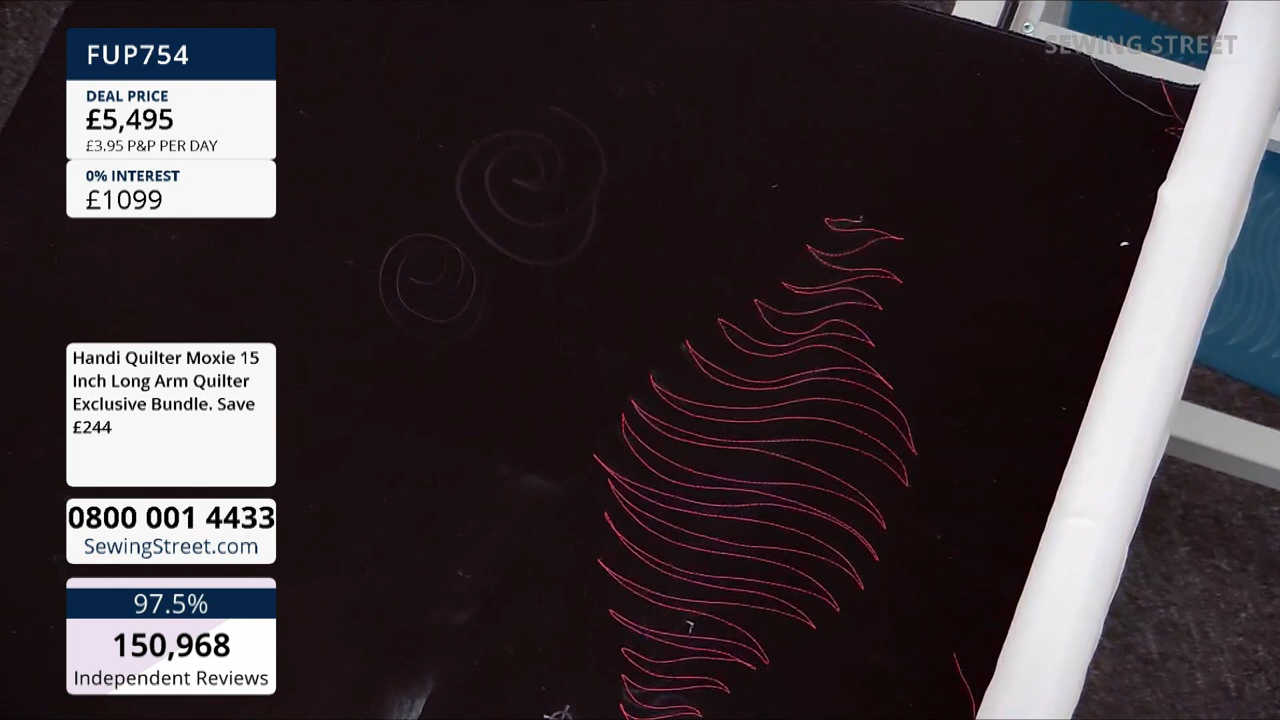 FUP754
DEAL PRICE
£5,495
£3.95 P&P PER DAY
0% INTEREST
£1099
Handi Quilter Moxie 15
Inch Long Arm Quilter
Exclusive Bundle. Save
£244
0800 001 4433
SewingStreet.com
97.5%
150,968
Independent Reviews
SEWING STREET